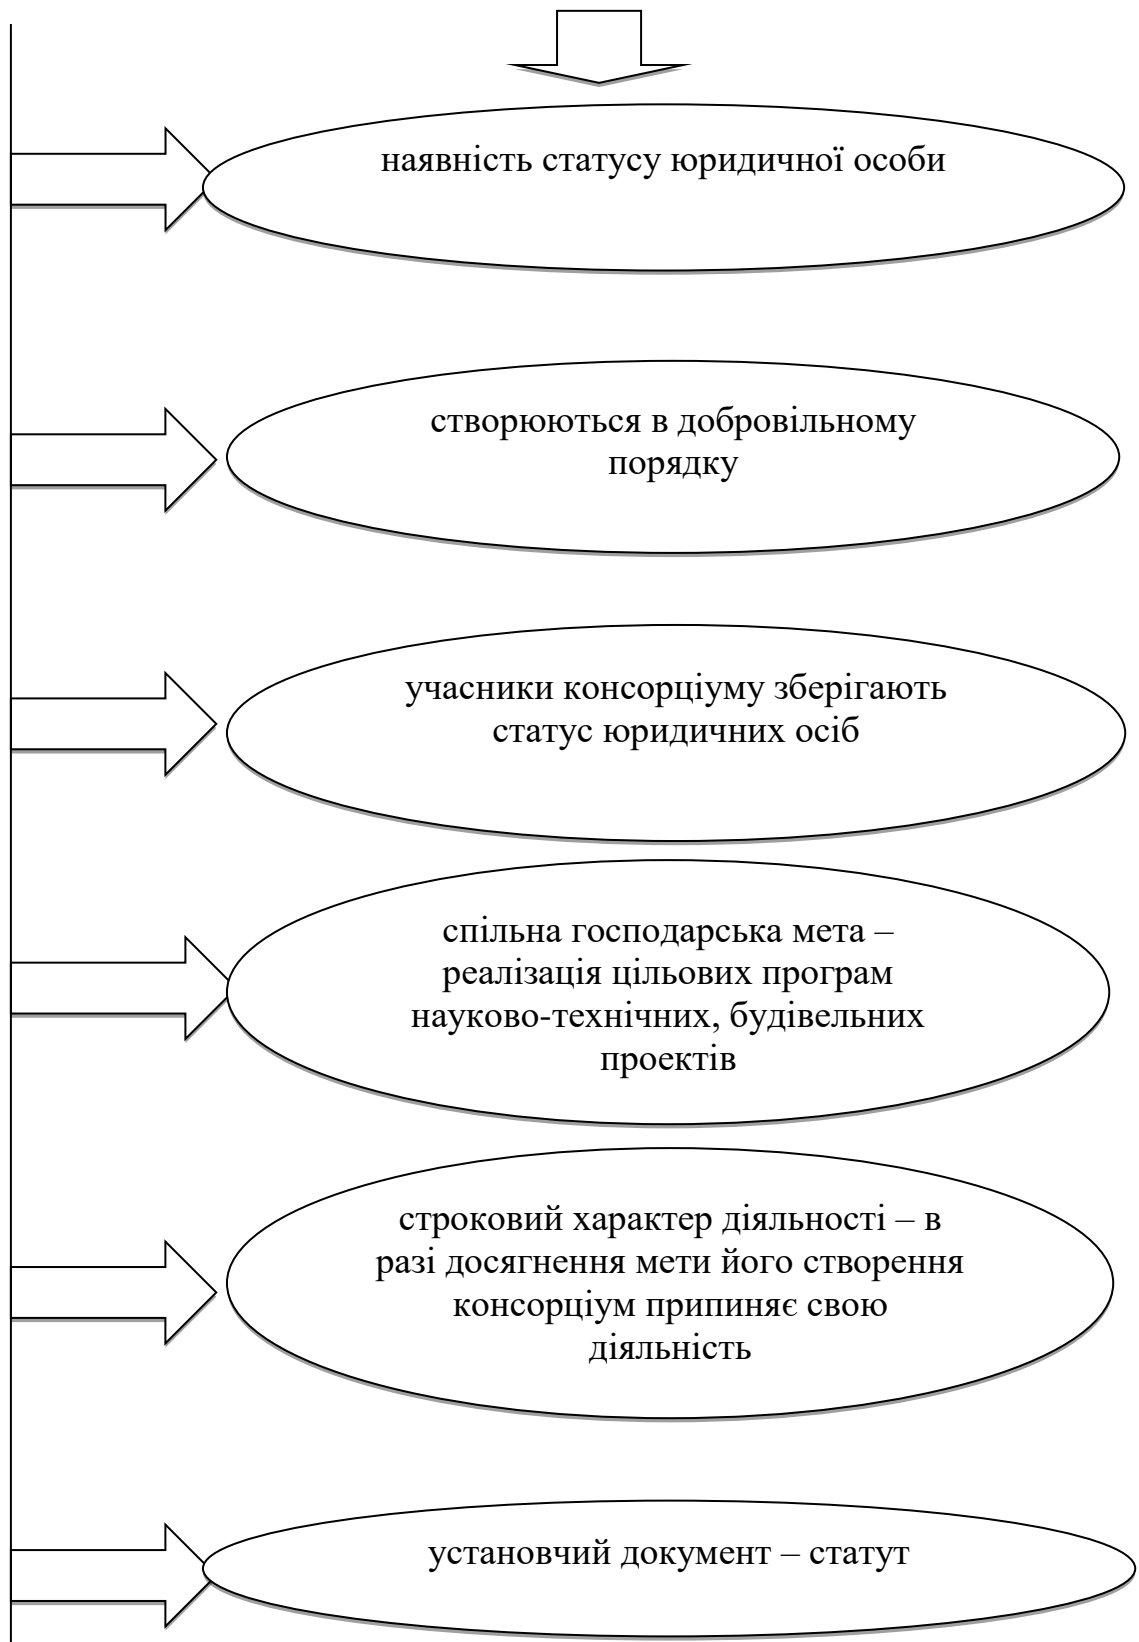 наявність статусу юридичної особи
створюються в добровільному
порядку
учасники консорціуму зберігають
статус юридичних осіб
спільна господарська мета –
реалізація цільових програм
науково-технічних, будівельних
проектів
строковий характер діяльності – в
разі досягнення мети його створення
консорціум припиняє свою
діяльність
установчий документ – статут